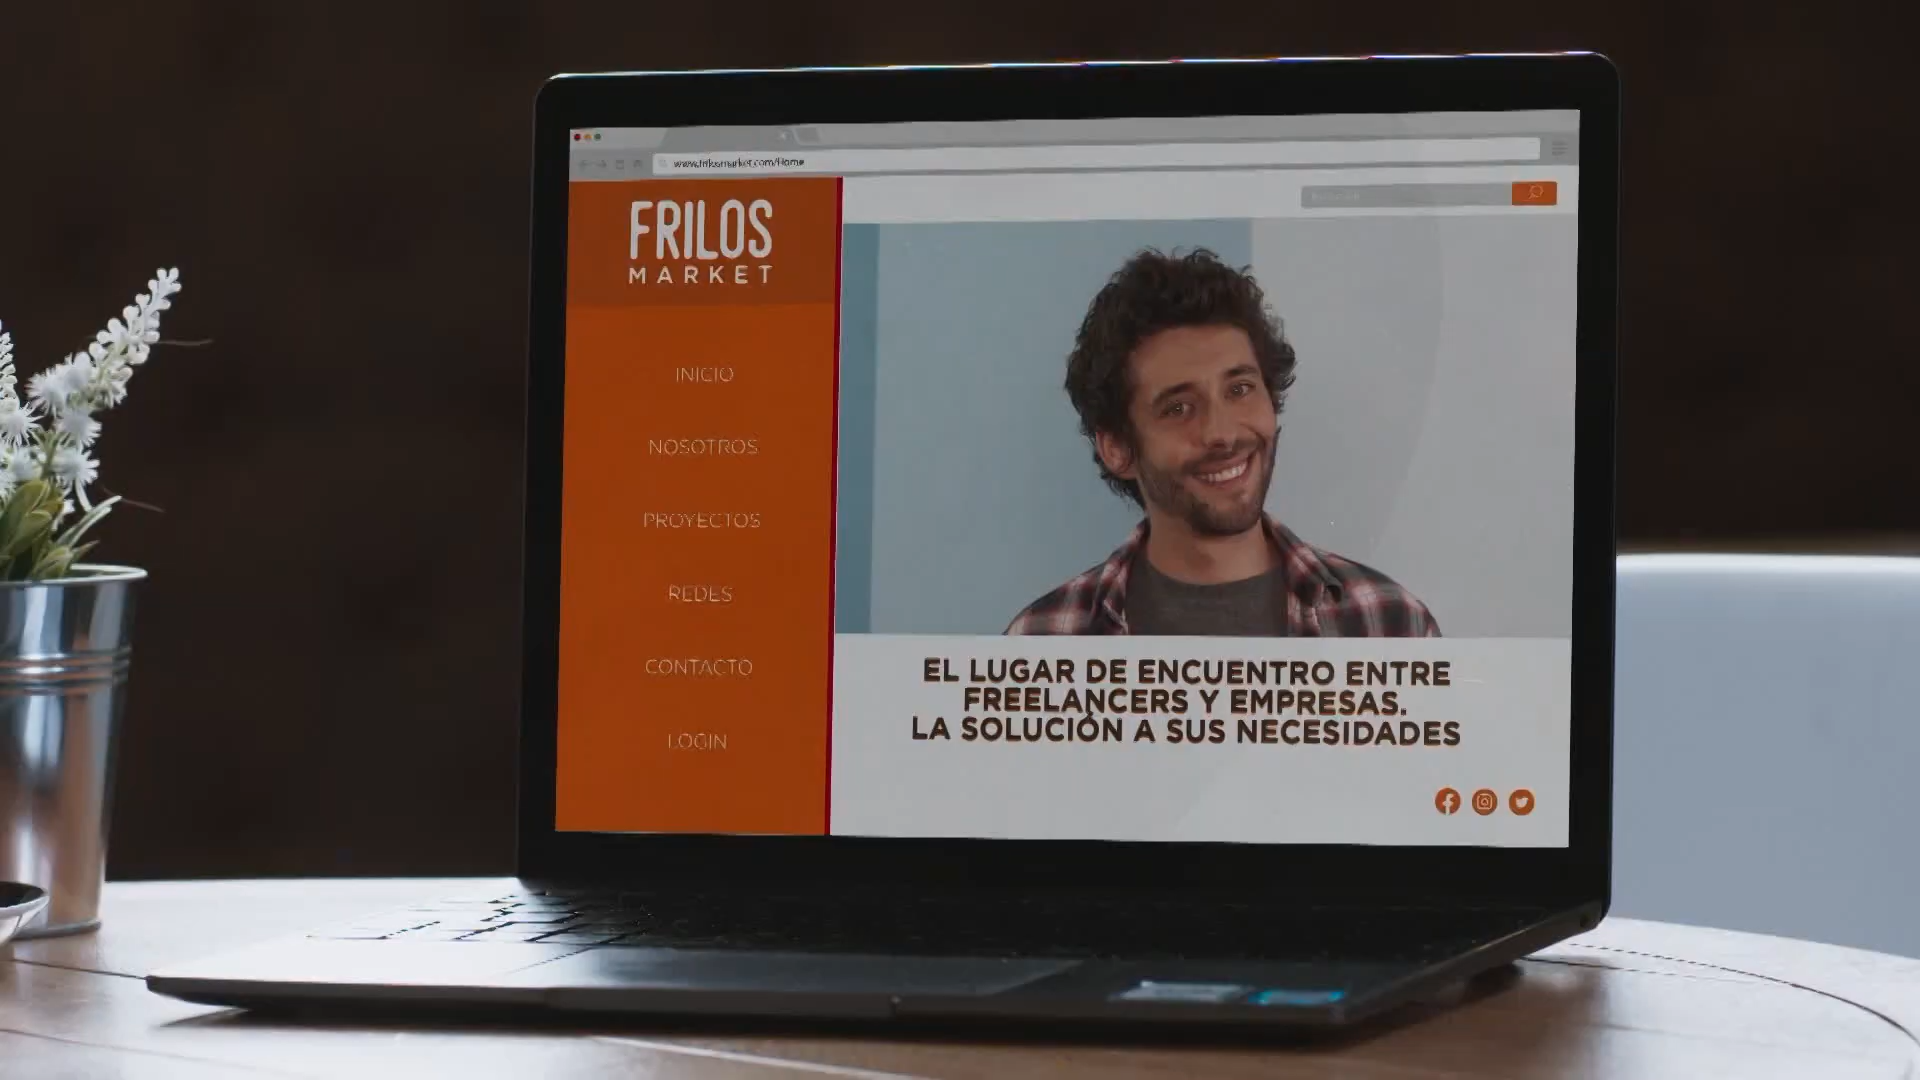 www.frilosmarket.com/Home
FRILOS
MARKET
INICIO
NOSOTROS
PROYECTOS
REDES
CONTACTO
LOGIN
EL LUGAR DE ENCUENTRO ENTRE
FREELANCERS Y EMPRESAS.
LA SOLUCIÓN A SUS NECESIDADES